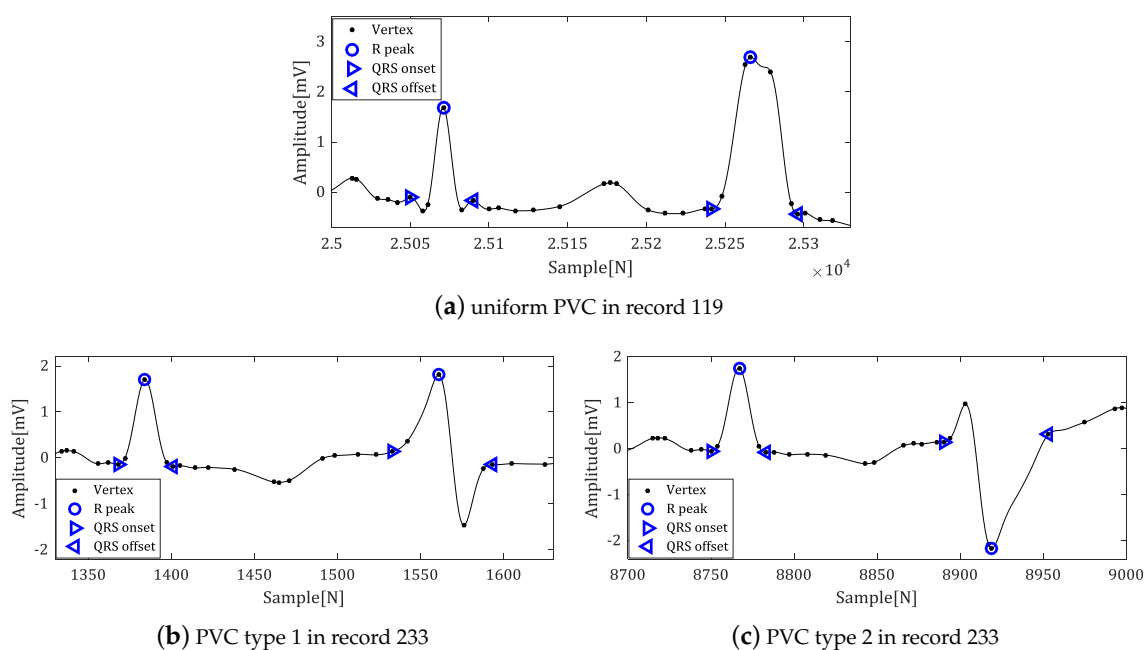 Amplitude[mV]
3
2
1
0
Vertex
R peak
QRS onset
QRS offset
2.5 2.505 2.51 2.515 2.52 2.525 2.53
Sample[N]
×10⁴
(a) uniform PVC in record 119
Amplitude[mV]
2
1
0
-1
-2
Vertex
R peak
QRS onset
QRS offset
1350 1400 1450 1500 1550 1600
Sample[N]
(b) PVC type 1 in record 233
Amplitude[mV]
2
1
0
-1
-2
Vertex
R peak
QRS onset
QRS offset
8700 8750 8800 8850 8900 8950 9000
Sample[N]
(c) PVC type 2 in record 233